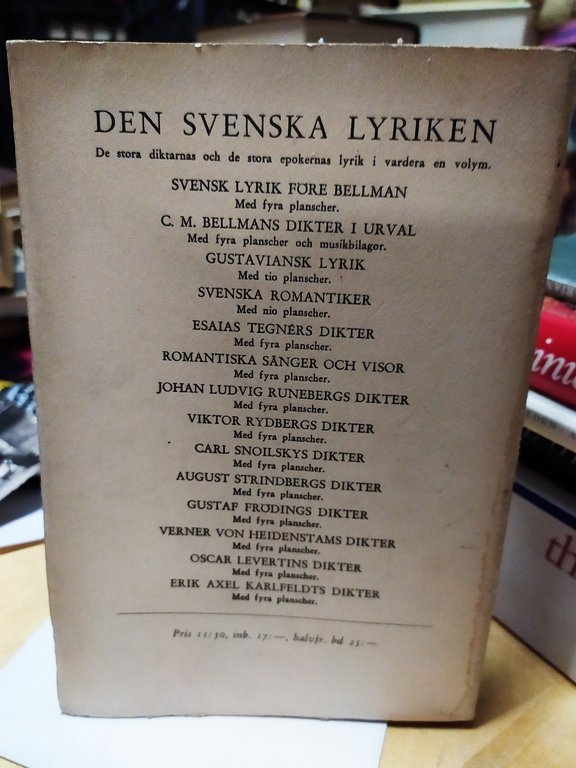 DEN SVENSKA LYRIKEN
De stora diktarnas och de stora epokernas lyrik i vardera en volym.
SVENSK LYRIK FÖRE BELLMAN
Med fyra planscher.
C. M. BELLMANS DIKTER I URVAL
Med fyra planscher och musikbilagor.
GUSTAVIANSK LYRIK
Med tio planscher.
SVENSKA ROMANTIKER
Med nio planscher.
ESAIAS TEGNÉRS DIKTER
Med fyra planscher.
ROMANTISKA SÅNGER OCH VISOR
Med fyra planscher.
JOHAN LUDVIG RUNEBERGS DIKTER
Med fyra planscher.
VIKTOR RYDBERGS DIKTER
Med fyra planscher.
CARL SNOILSKYS DIKTER
Med fyra planscher.
AUGUST STRINDBERGS DIKTER
Med fyra planscher.
GUSTAF FRÖDINGS DIKTER
Med fyra planscher.
VERNER VON HEIDENSTAMS DIKTER
Med fyra planscher.
OSCAR LEVERTINS DIKTER
Med fyra planscher.
ERIK AXEL KARLFELDTS DIKTER
Med fyra planscher.
Pris 11:50, inb. 17:—, halvfr. bd 25:—
th